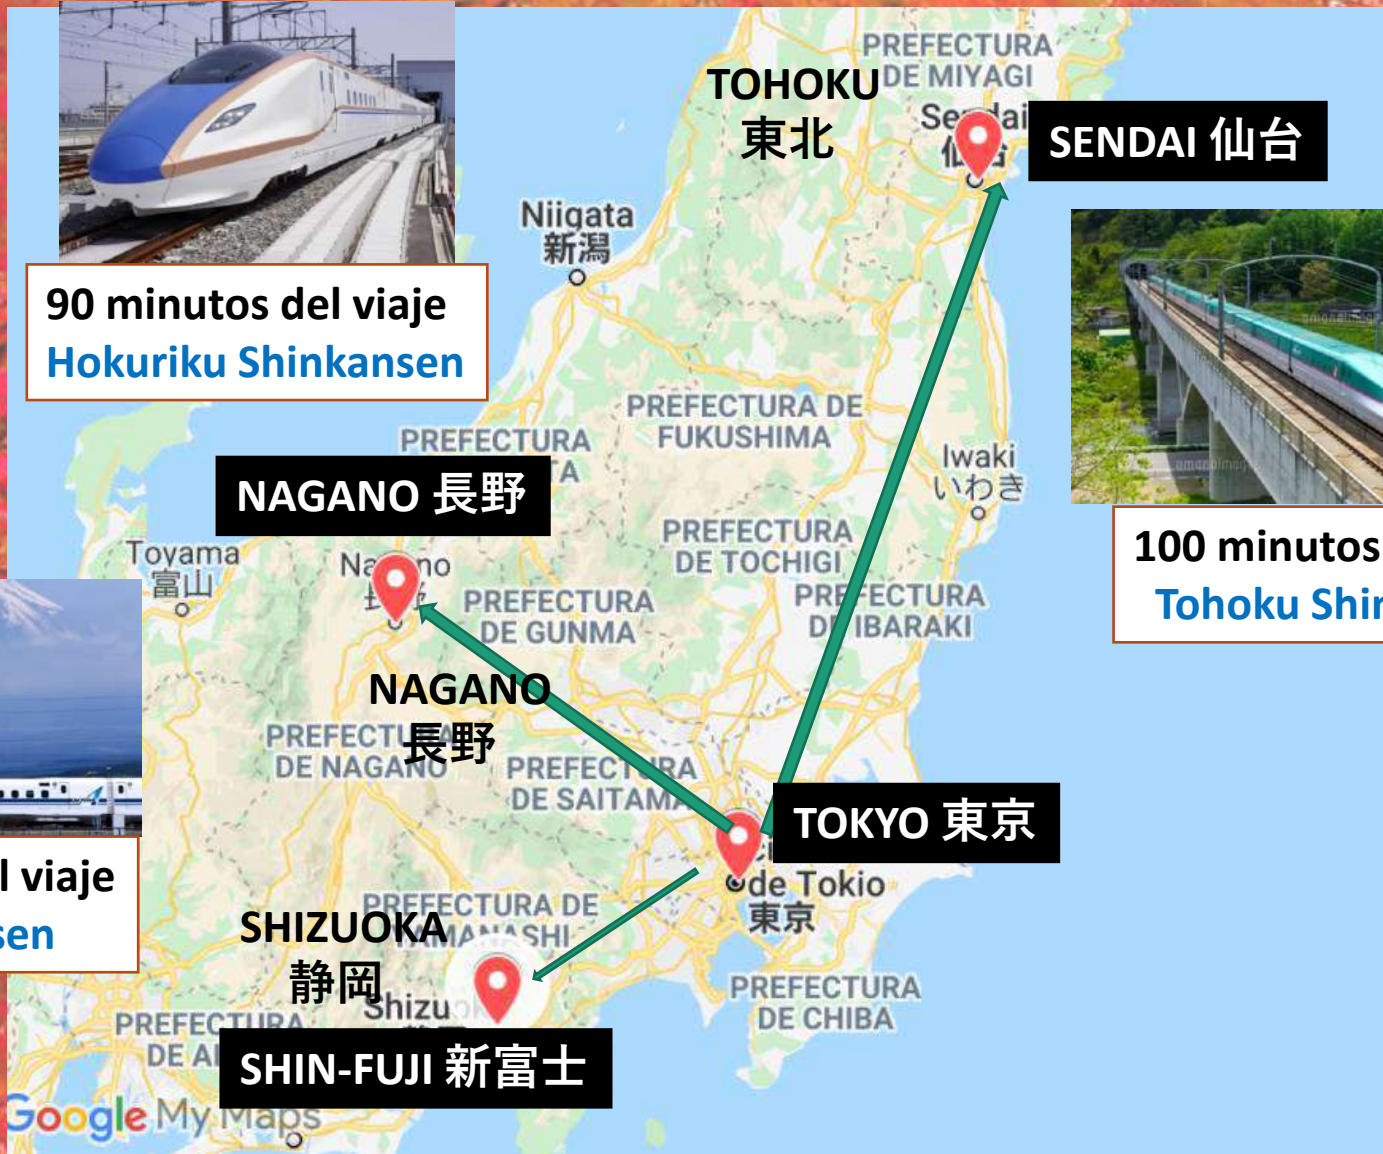 PREFECTURA
DE MIYAGI
TOHOKU
東北
SENDAI 仙台
Niigata
新潟
90 minutos del viaje
Hokuriku Shinkansen
PREFECTURA DE
FUKUSHIMA
PREFECTURA
NAGANO 長野
Iwaki
いわき
PREFECTURA
DE TOCHIGI
100 minutos
Tohoku
Toyama
富山
PREFECTURA
DE GUNMA
PREFECTURA
DE IBARAKI
NAGANO
長野
PREFECTURA
DE NAGANO
PREFECTURA
DE SAITAMA
TOKYO 東京
de Tokio
東京
viaje
PREFECTURA DE
SHIZUOKA
静岡
PREFECTURA
DE CHIBA
PREFECTURA
SHIN-FUJI 新富士
Google My Maps